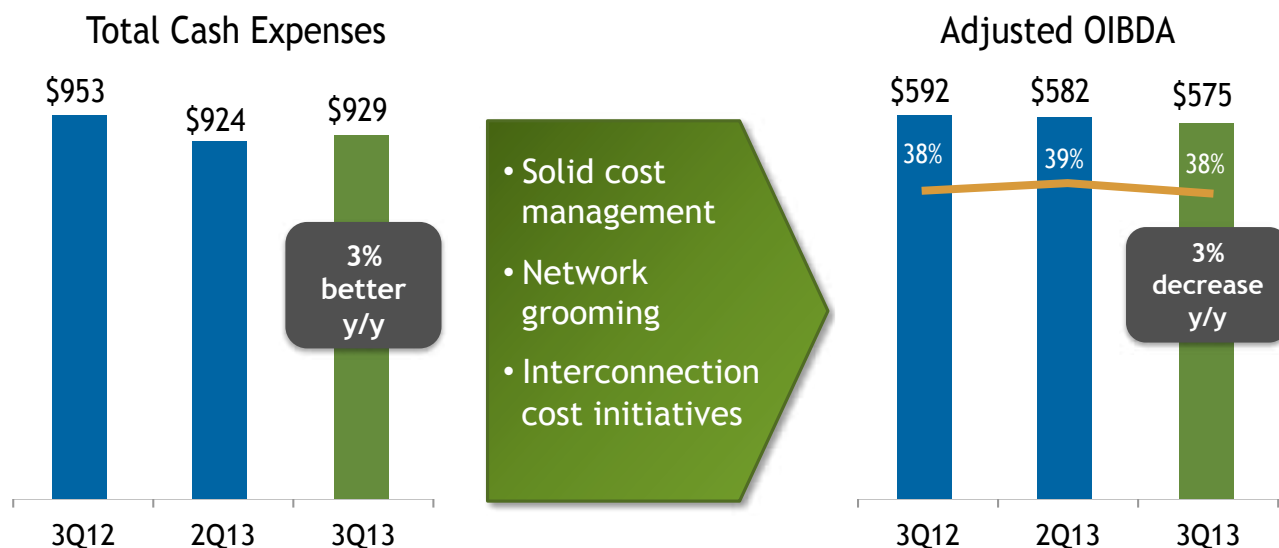 Total Cash Expenses
$953
$924
$929
3%
better
y/y
3Q12
2Q13
3Q13
• Solid cost
management
• Network
grooming
• Interconnection
cost initiatives
Adjusted OIBDA
$592
$582
$575
38%
39%
38%
3%
decrease
y/y
3Q12
2Q13
3Q13